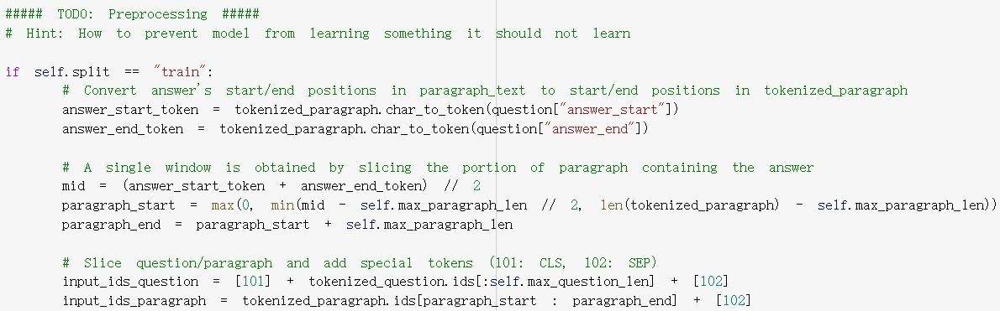 ##### TODO: Preprocessing #####
# Hint: How to prevent model from learning something it should not learn
if self.split == "train":
# Convert answer's start/end positions in paragraph_text to start/end positions in tokenized_paragraph
answer_start_token = tokenized_paragraph.char_to_token(question["answer_start"])
answer_end_token = tokenized_paragraph.char_to_token(question["answer_end"])
# A single window is obtained by slicing the portion of paragraph containing the answer
mid = (answer_start_token + answer_end_token) // 2
paragraph_start = max(0, min(mid - self.max_paragraph_len // 2, len(tokenized_paragraph) - self.max_paragraph_len))
paragraph_end = paragraph_start + self.max_paragraph_len
# Slice question/paragraph and add special tokens (101: CLS, 102: SEP)
input_ids_question = [101] + tokenized_question.ids[:self.max_question_len] + [102]
input_ids_paragraph = tokenized_paragraph.ids[paragraph_start : paragraph_end] + [102]